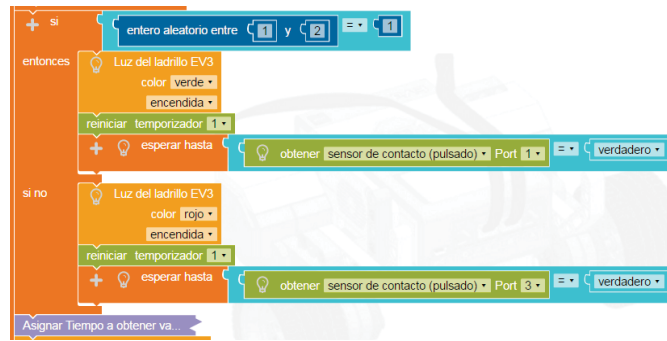 si entero aleatorio entre 1 y 2 = 1
entonces Luz del ladrillo EV3
color verde
encendida
reiniciar temporizador 1
esperar hasta obtener sensor de contacto (pulsado) Port 1 = verdadero
si no Luz del ladrillo EV3
color rojo
encendida
reiniciar temporizador 1
esperar hasta obtener sensor de contacto (pulsado) Port 3 = verdadero
Asignar Tiempo a obtener va...